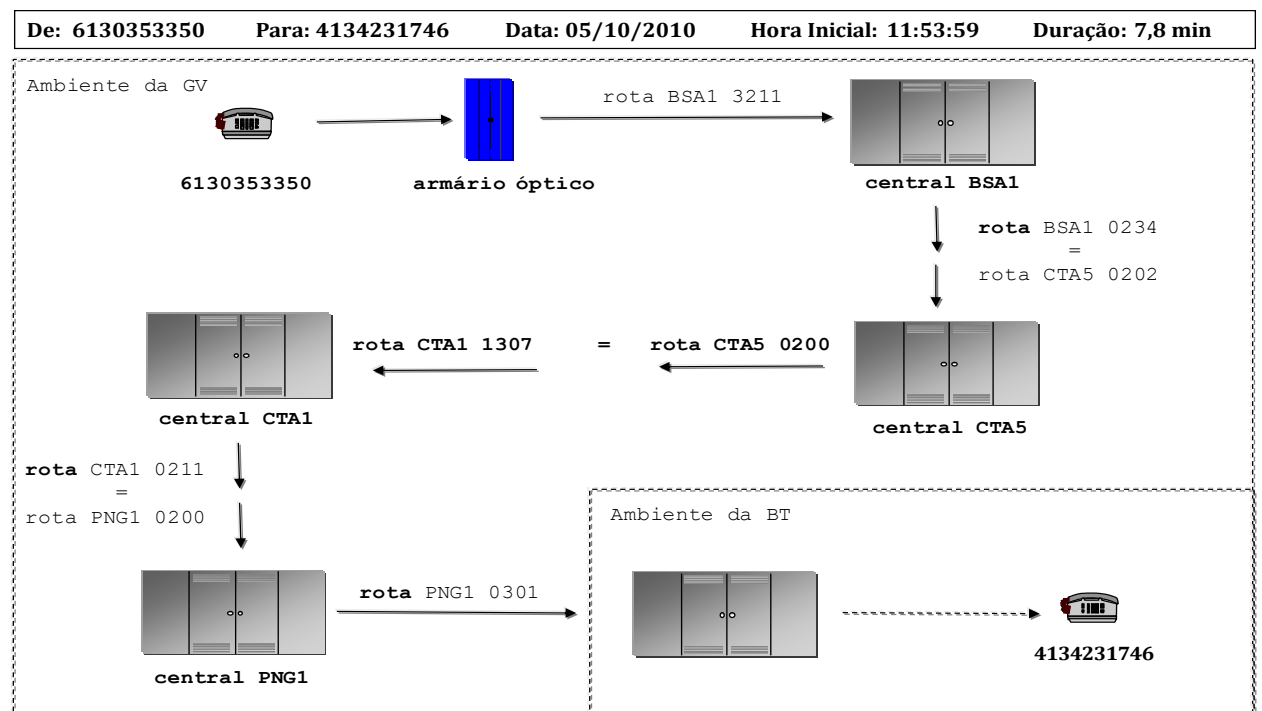 De: 6130353350 Para: 4134231746 Data: 05/10/2010 Hora Inicial: 11:53:59 Duração: 7,8 min
Ambiente da GV
rota BSA1 3211
6130353350
armário óptico
central BSA1
rota BSA1 0234
=
rota CTA5 0202
rota CTA1 1307 = rota CTA5 0200
central CTA1
central CTA5
rota CTA1 0211
=
rota PNG1 0200
Ambiente da BT
rota PNG1 0301
4134231746
central PNG1